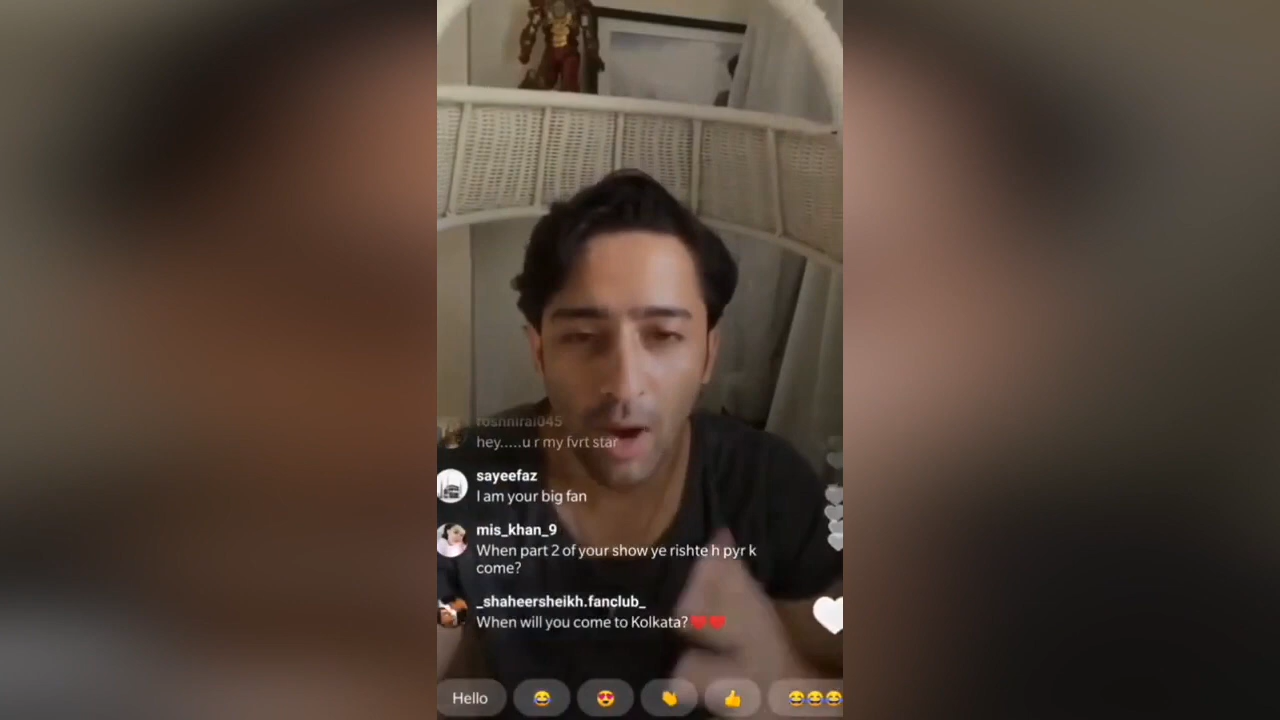 roshnirai045
hey.....u r my fvrt star
sayeefaz
I am your big fan
mis_khan_9
When part 2 of your show ye rishte h pyr k
come?
_shaheersheikh.fanclub_
When will you come to Kolkata?❤️❤️
Hello 😂 😍 👏 👍 😂😂😂